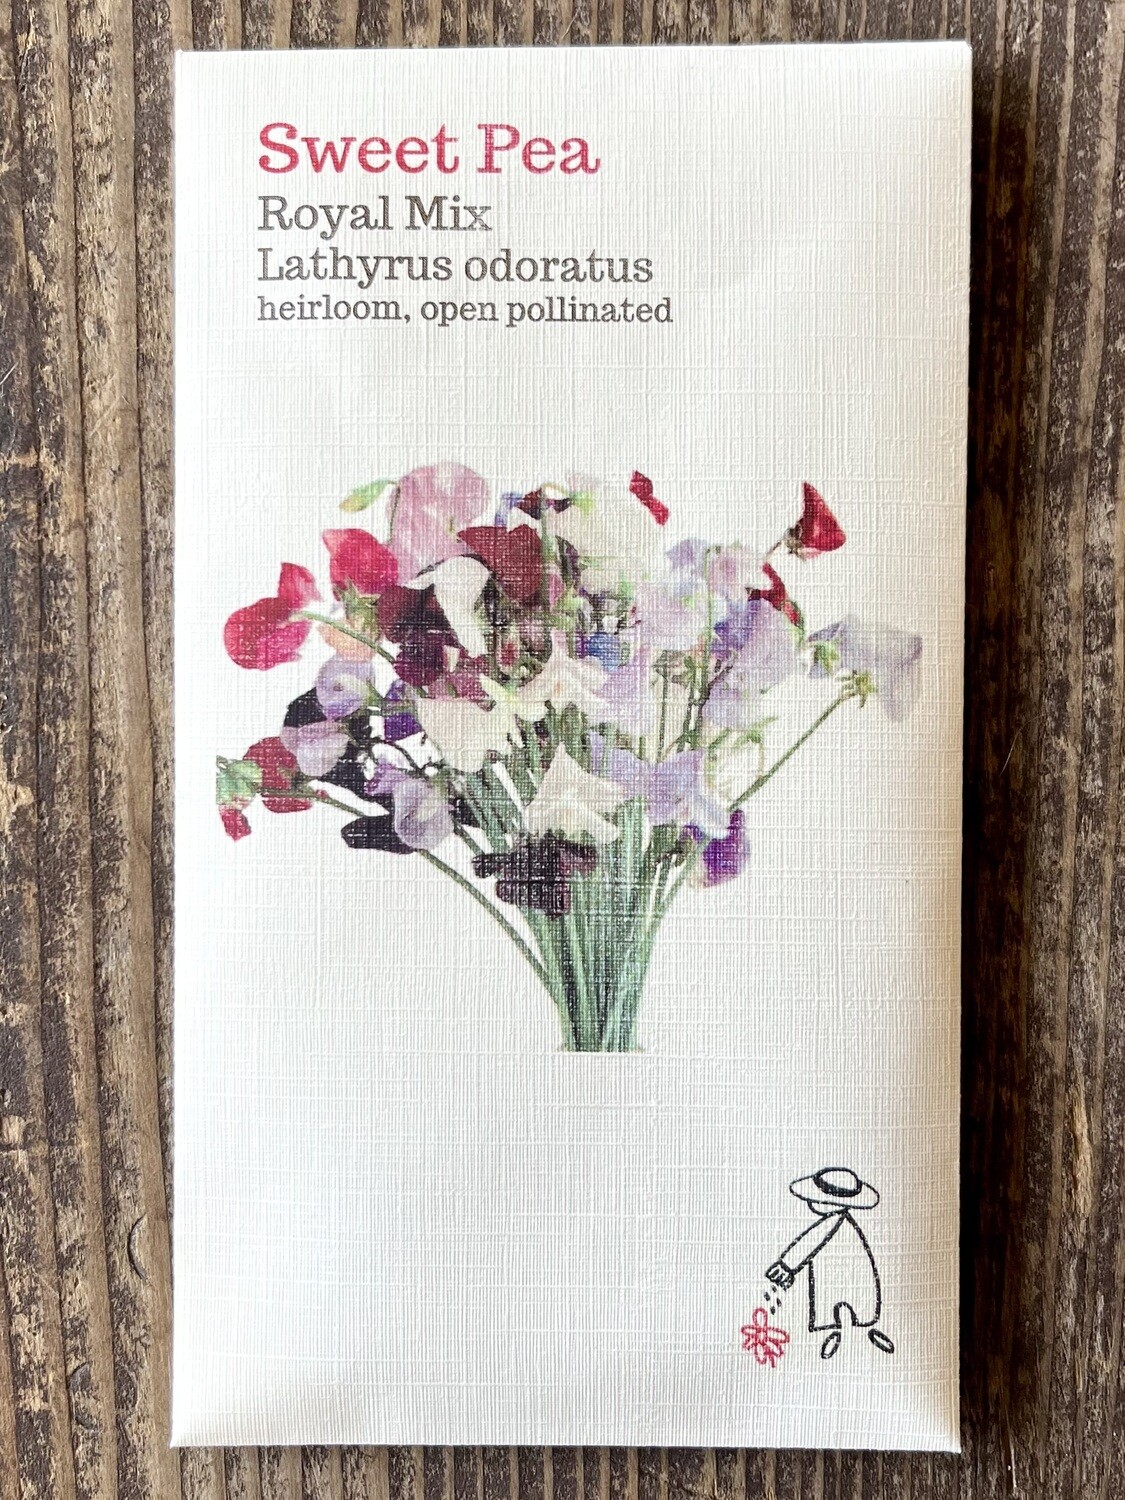 Sweet Pea
Royal Mix
Lathyrus odoratus
heirloom, open pollinated